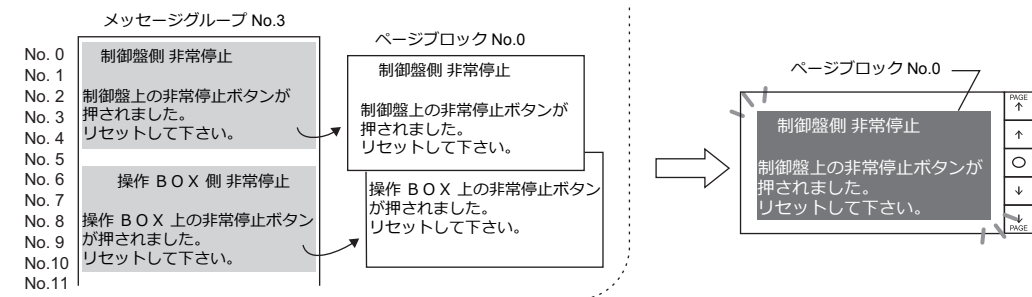 メッセージグループ No.3
No. 0
No. 1
No. 2
No. 3
No. 4
No. 5
No. 6
No. 7
No. 8
No. 9
No.10
No.11
制御盤側 非常停止
制御盤上の非常停止ボタンが
押されました。
リセットして下さい。
操作 ＢＯＸ 側 非常停止
操作 ＢＯＸ 上の非常停止ボタン
が押されました。
リセットして下さい。
ページブロック No.0
制御盤側 非常停止
制御盤上の非常停止ボタンが
押されました。
リセットして下さい。
操作 ＢＯＸ 上の非常停止ボタン
が押されました。
リセットして下さい。
ページブロック No.0
制御盤側 非常停止
制御盤上の非常停止ボタンが
押されました。
リセットして下さい。
PAGE
PAGE